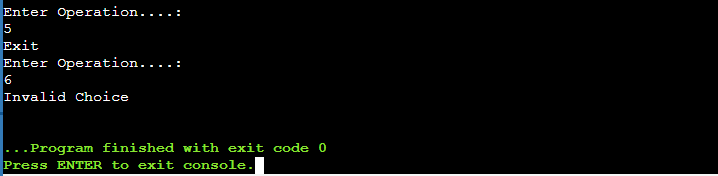 Enter Operation....:
5
Exit
Enter Operation....:
6
Invalid Choice
...Program finished with exit code 0
Press ENTER to exit console.